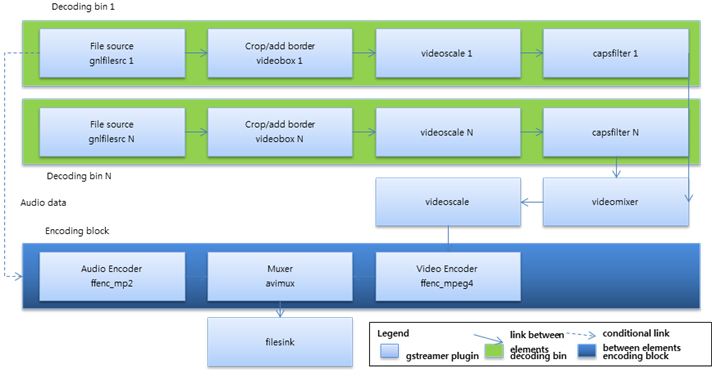 Decoding bin 1
File source
gnlfilesrc 1
Crop/add border
videobox 1
videoscale 1
capsfilter 1
File source
gnlfilesrc N
Crop/add border
videobox N
videoscale N
capsfilter N
Decoding bin N
Audio data
videoscale
videomixer
Encoding block
Audio Encoder
ffenc_mp2
Muxer
avimux
Video Encoder
ffenc_mpeg4
filesink
Legend
link between
elements
conditional link
between elements
gstreamer plugin
decoding bin
encoding block